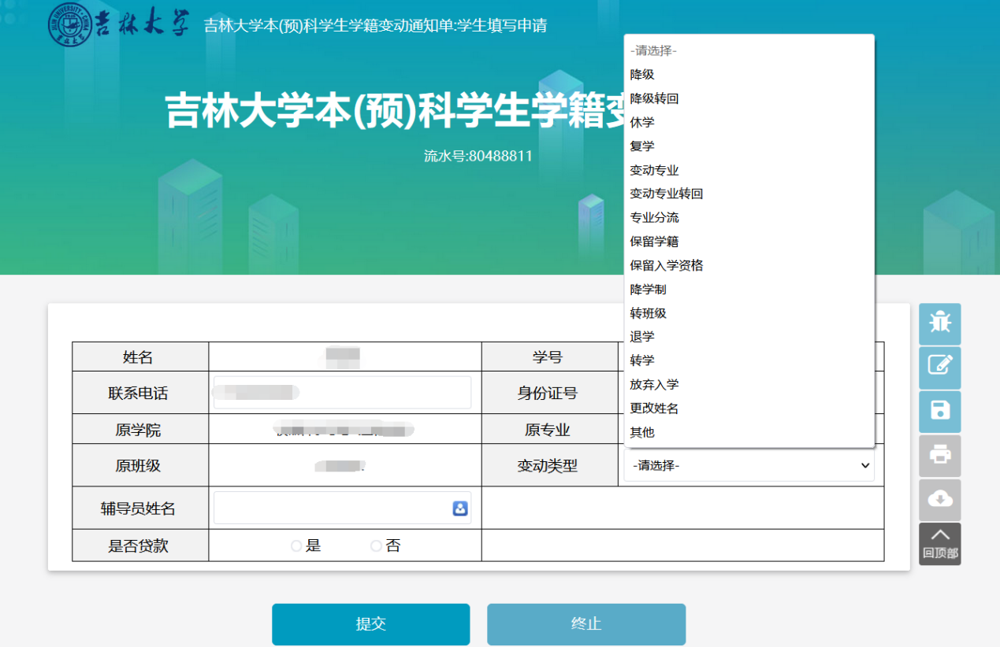 吉林大学 吉林大学本(预)科学生学籍变动通知单:学生填写申请
吉林大学本(预)科学生学籍变
流水号:80488811
-请选择-
降级
降级转回
休学
复学
变动专业
变动专业转回
专业分流
保留学籍
保留入学资格
降学制
转班级
退学
转学
放弃入学
更改姓名
其他
姓名 学号
联系电话 身份证号
原学院 原专业
原班级 变动类型 -请选择-
辅导员姓名
是否贷款 是 否
回顶部
提交 终止